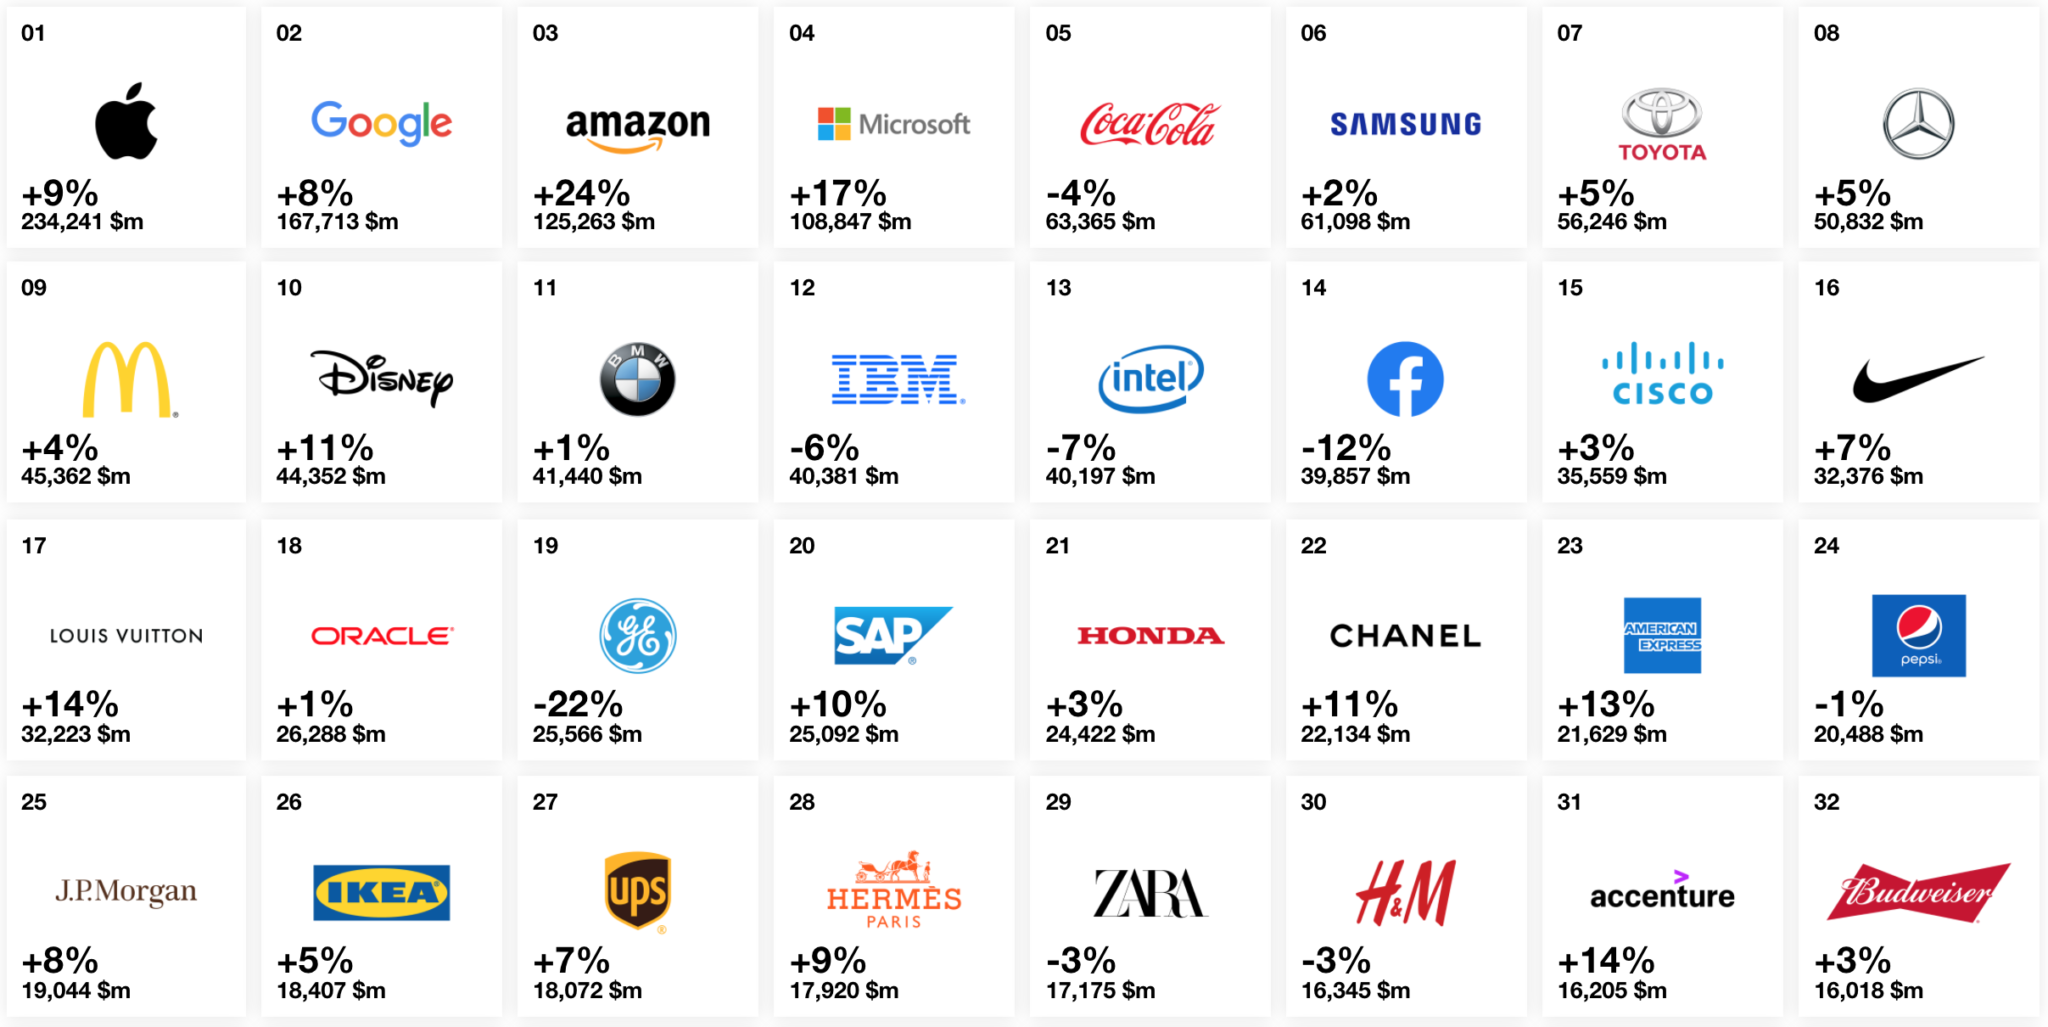 01
+9%
234,241 $m
02
Google
+8%
167,713 $m
03
amazon
+24%
125,263 $m
04
Microsoft
+17%
108,847 $m
05
Coca-Cola
-4%
63,365 $m
06
SAMSUNG
+2%
61,098 $m
07
TOYOTA
+5%
56,246 $m
08
+5%
50,832 $m
09
®
+4%
45,362 $m
10
Disney
+11%
44,352 $m
11
BMW
+1%
41,440 $m
12
IBM®
-6%
40,381 $m
13
intel®
-7%
40,197 $m
14
f
-12%
39,857 $m
15
CISCO
+3%
35,559 $m
16
+7%
32,376 $m
17
LOUIS VUITTON
+14%
32,223 $m
18
ORACLE®
+1%
26,288 $m
19
GE
-22%
25,566 $m
20
SAP®
+10%
25,092 $m
21
HONDA
+3%
24,422 $m
22
CHANEL
+11%
22,134 $m
23
AMERICAN
EXPRESS
+13%
21,629 $m
24
pepsi®
-1%
20,488 $m
25
J.P.Morgan
+8%
19,044 $m
26
IKEA®
+5%
18,407 $m
27
ups®
+7%
18,072 $m
28
HERMÈS
PARIS
+9%
17,920 $m
29
ZARA
-3%
17,175 $m
30
H&M
-3%
16,345 $m
31
accenture
+14%
16,205 $m
32
Budweiser
+3%
16,018 $m